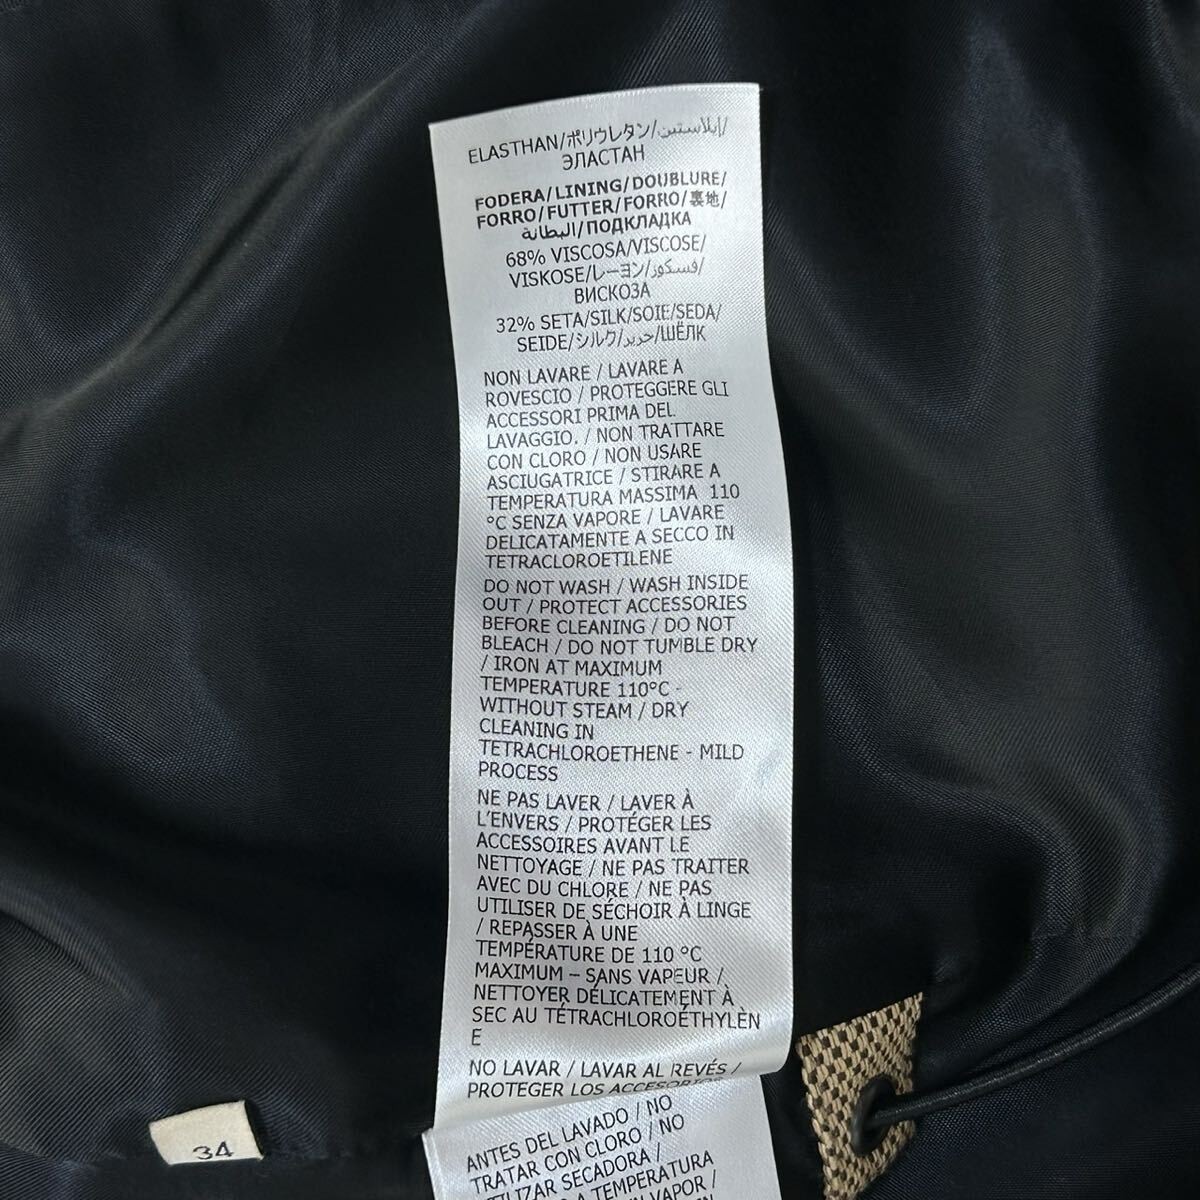 ELASTHAN/ポリウレタン/إيلاستين/
ЭЛАСТАН
FODERA/LINING/DOUBLURE/
FORRO/FUTTER/FORRO/裏地/
البطانة/ПОДКЛАДКА
68% VISCOSA/VISCOSE/
VISKOSE/レーヨン/فسكوز/
ВИСКОЗА
32% SETA/SILK/SOIE/SEDA/
SEIDE/シルク/حرير/ШЁЛК
NON LAVARE / LAVARE A
ROVESCIO / PROTEGGERE GLI
ACCESSORI PRIMA DEL
LAVAGGIO. / NON TRATTARE
CON CLORO / NON USARE
ASCIUGATRICE / STIRARE A
TEMPERATURA MASSIMA 110
°C SENZA VAPORE / LAVARE
DELICATAMENTE A SECCO IN
TETRACLOROETILENE
DO NOT WASH / WASH INSIDE
OUT / PROTECT ACCESSORIES
BEFORE CLEANING / DO NOT
BLEACH / DO NOT TUMBLE DRY
/ IRON AT MAXIMUM
TEMPERATURE 110°C -
WITHOUT STEAM / DRY
CLEANING IN
TETRACHLOROETHENE - MILD
PROCESS
NE PAS LAVER / LAVER À
L'ENVERS / PROTÉGER LES
ACCESSOIRES AVANT LE
NETTOYAGE / NE PAS TRAITER
AVEC DU CHLORE / NE PAS
UTILISER DE SÉCHOIR À LINGE
/ REPASSER À UNE
TEMPÉRATURE DE 110 °C
MAXIMUM – SANS VAPEUR /
NETTOYER DÉLICATEMENT À
SEC AU TÉTRACHLOROÉTHYLÈN
E
NO LAVAR / LAVAR AL REVÉS /
PROTEGER LOS ACCESORIOS
ANTES DEL LAVADO / NO
TRATAR CON CLORO / NO
UTILIZAR SECADORA /
A TEMPERATURA
VAPOR /
34